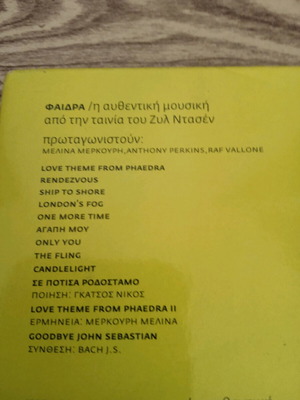 ΦΑΙΔΡΑ / η αυθεντική μουσική
από την ταινία του Ζυλ Ντασέν
πρωταγωνιστούν:
ΜΕΛΙΝΑ ΜΕΡΚΟΥΡΗ, ANTHONY PERKINS, RAF VALLONE
LOVE THEME FROM PHAEDRA
RENDEZVOUS
SHIP TO SHORE
LONDON'S FOG
ONE MORE TIME
ΑΓΑΠΗ ΜΟΥ
ONLY YOU
THE FLING
CANDLELIGHT
ΣΕ ΠΟΤΙΣΑ ΡΟΔΟΣΤΑΜΟ
ΠΟΙΗΣΗ: ΓΚΑΤΣΟΣ ΝΙΚΟΣ
LOVE THEME FROM PHAEDRA II
ΕΡΜΗΝΕΙΑ: ΜΕΡΚΟΥΡΗ ΜΕΛΙΝΑ
GOODBYE JOHN SEBASTIAN
ΣΥΝΘΕΣΗ: BACH J.S.